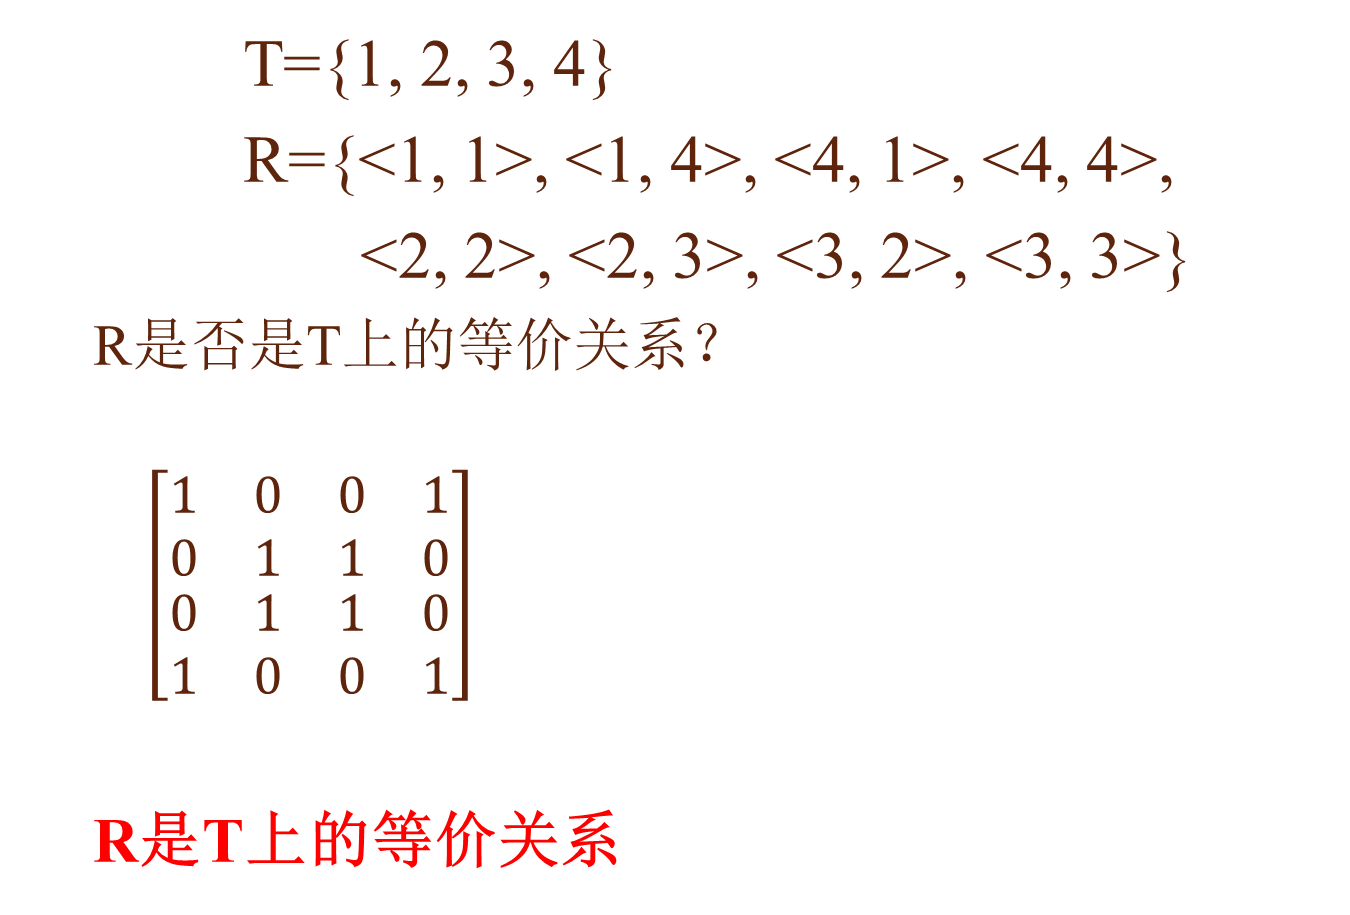 T={1, 2, 3, 4}
R={<1, 1>, <1, 4>, <4, 1>, <4, 4>,
<2, 2>, <2, 3>, <3, 2>, <3, 3>}
R是否是T上的等价关系？
1 0 0 1
0 1 1 0
0 1 1 0
1 0 0 1
R是T上的等价关系